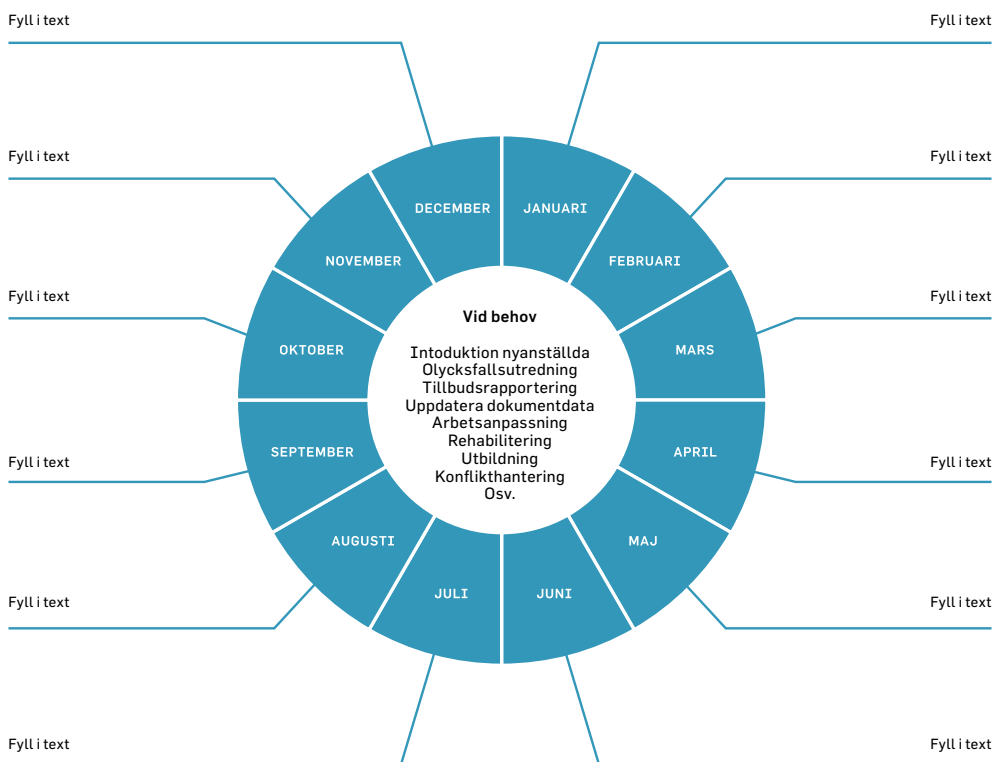 Fyll i text
Fyll i text
Fyll i text
Fyll i text
DECEMBER
JANUARI
NOVEMBER
FEBRUARI
Fyll i text
Fyll i text
Vid behov
OKTOBER
MARS
Intoduktion nyanställda
Olycksfallsutredning
Tillbudsrapportering
Uppdatera dokumentdata
Arbetsanpassning
Rehabilitering
Utbildning
Konflikthantering
Osv.
SEPTEMBER
APRIL
Fyll i text
Fyll i text
AUGUSTI
MAJ
JULI
JUNI
Fyll i text
Fyll i text
Fyll i text
Fyll i text